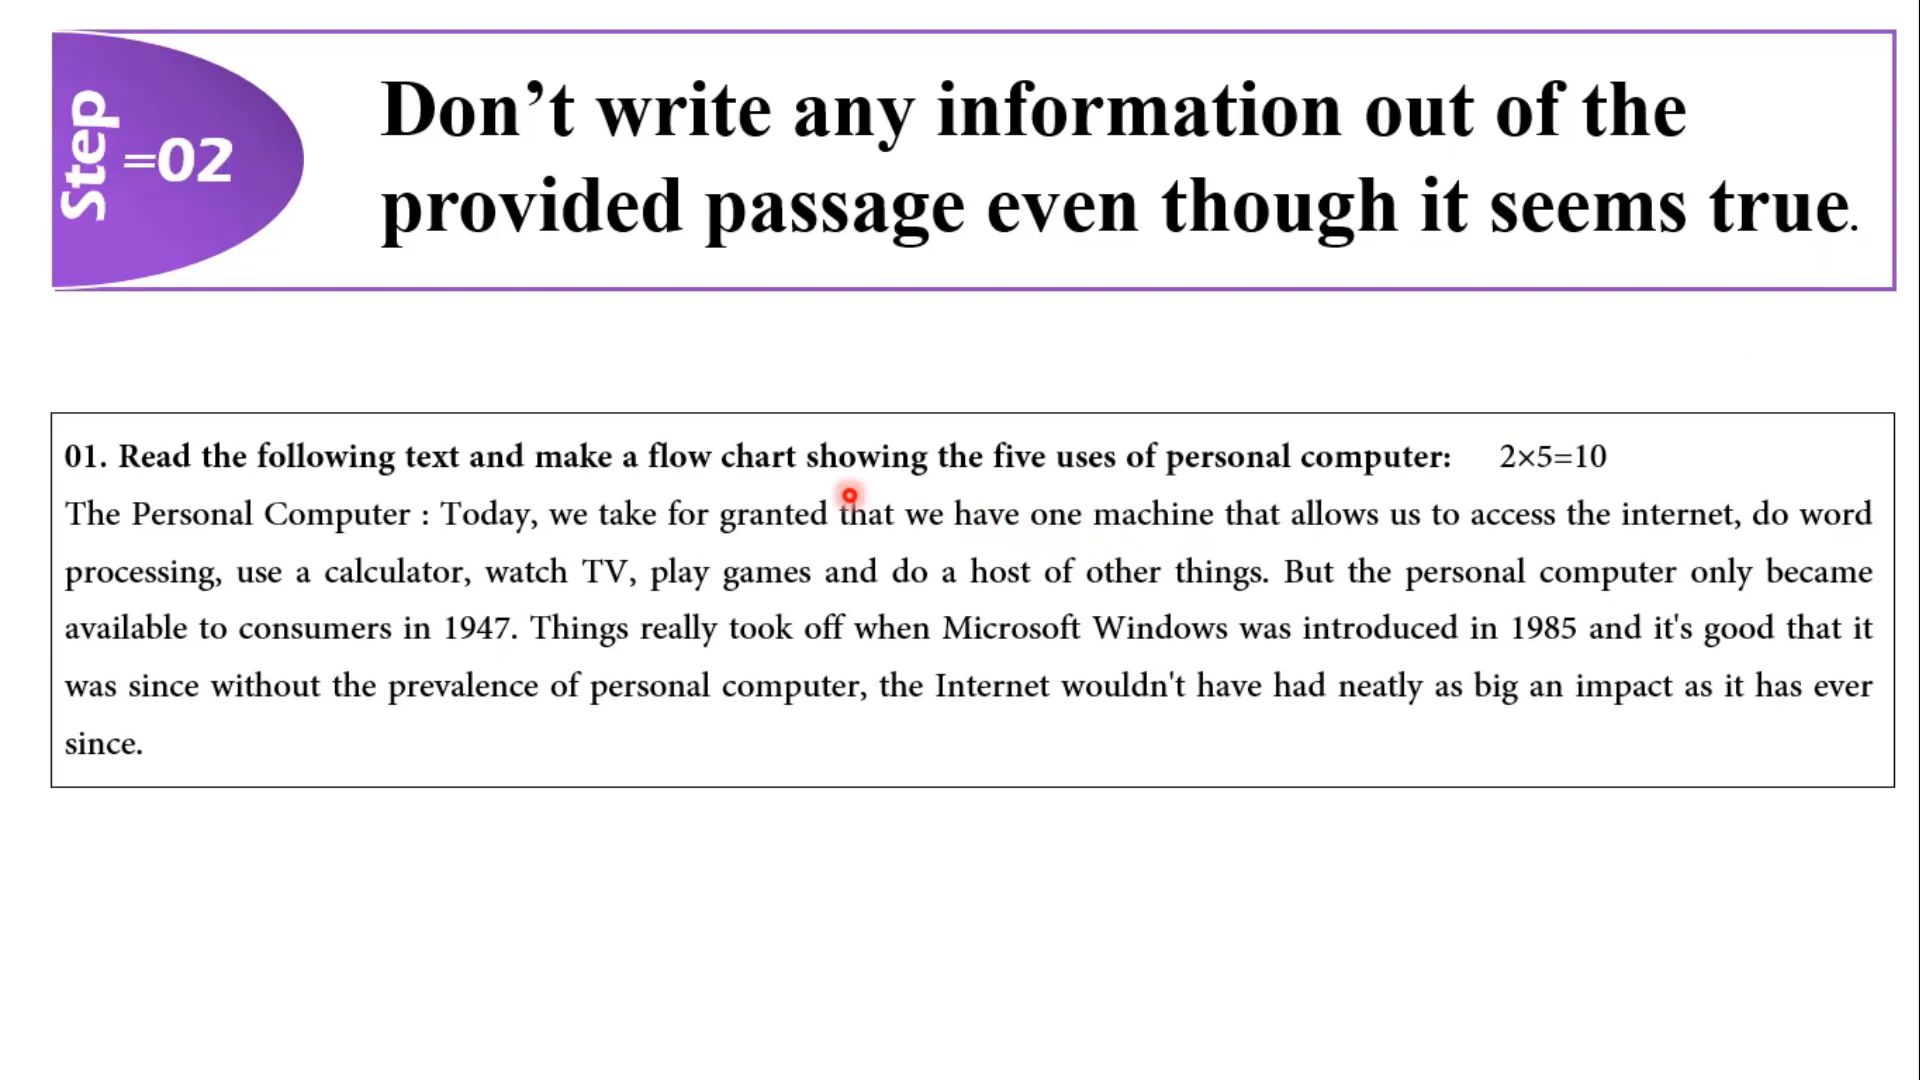 Step =02
Don’t write any information out of the
provided passage even though it seems true.
01. Read the following text and make a flow chart showing the five uses of personal computer: 2×5=10
The Personal Computer : Today, we take for granted that we have one machine that allows us to access the internet, do word
processing, use a calculator, watch TV, play games and do a host of other things. But the personal computer only became
available to consumers in 1947. Things really took off when Microsoft Windows was introduced in 1985 and it's good that it
was since without the prevalence of personal computer, the Internet wouldn't have had neatly as big an impact as it has ever
since.